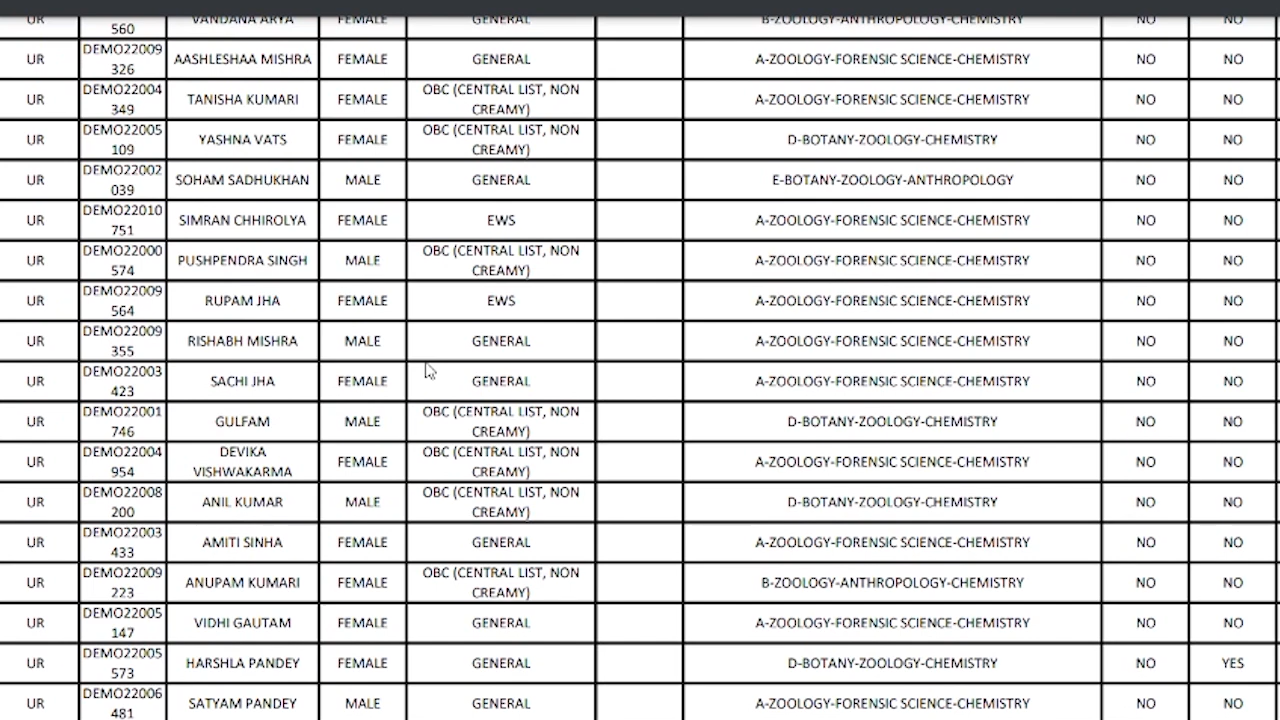 UR 560 VANDANA ARYA FEMALE GENERAL B-ZOOLOGY-ANTHROPOLOGY-CHEMISTRY NO NO
UR DEMO22009 326 AASHLESHAA MISHRA FEMALE GENERAL A-ZOOLOGY-FORENSIC SCIENCE-CHEMISTRY NO NO
UR DEMO22004 349 TANISHA KUMARI FEMALE OBC (CENTRAL LIST, NON CREAMY) A-ZOOLOGY-FORENSIC SCIENCE-CHEMISTRY NO NO
UR DEMO22005 109 YASHNA VATS FEMALE OBC (CENTRAL LIST, NON CREAMY) D-BOTANY-ZOOLOGY-CHEMISTRY NO NO
UR DEMO22002 039 SOHAM SADHUKHAN MALE GENERAL E-BOTANY-ZOOLOGY-ANTHROPOLOGY NO NO
UR DEMO22010 751 SIMRAN CHHIROLYA FEMALE EWS A-ZOOLOGY-FORENSIC SCIENCE-CHEMISTRY NO NO
UR DEMO22000 574 PUSHPENDRA SINGH MALE OBC (CENTRAL LIST, NON CREAMY) A-ZOOLOGY-FORENSIC SCIENCE-CHEMISTRY NO NO
UR DEMO22009 564 RUPAM JHA FEMALE EWS A-ZOOLOGY-FORENSIC SCIENCE-CHEMISTRY NO NO
UR DEMO22009 355 RISHABH MISHRA MALE GENERAL A-ZOOLOGY-FORENSIC SCIENCE-CHEMISTRY NO NO
UR DEMO22003 423 SACHI JHA FEMALE GENERAL A-ZOOLOGY-FORENSIC SCIENCE-CHEMISTRY NO NO
UR DEMO22001 746 GULFAM MALE OBC (CENTRAL LIST, NON CREAMY) D-BOTANY-ZOOLOGY-CHEMISTRY NO NO
UR DEMO22004 954 DEVIKA VISHWAKARMA FEMALE OBC (CENTRAL LIST, NON CREAMY) A-ZOOLOGY-FORENSIC SCIENCE-CHEMISTRY NO NO
UR DEMO22008 200 ANIL KUMAR MALE OBC (CENTRAL LIST, NON CREAMY) D-BOTANY-ZOOLOGY-CHEMISTRY NO NO
UR DEMO22003 433 AMITI SINHA FEMALE GENERAL A-ZOOLOGY-FORENSIC SCIENCE-CHEMISTRY NO NO
UR DEMO22009 223 ANUPAM KUMARI FEMALE OBC (CENTRAL LIST, NON CREAMY) B-ZOOLOGY-ANTHROPOLOGY-CHEMISTRY NO NO
UR DEMO22005 147 VIDHI GAUTAM FEMALE GENERAL A-ZOOLOGY-FORENSIC SCIENCE-CHEMISTRY NO NO
UR DEMO22005 573 HARSHLA PANDEY FEMALE GENERAL D-BOTANY-ZOOLOGY-CHEMISTRY NO YES
UR DEMO22006 481 SATYAM PANDEY MALE GENERAL A-ZOOLOGY-FORENSIC SCIENCE-CHEMISTRY NO NO